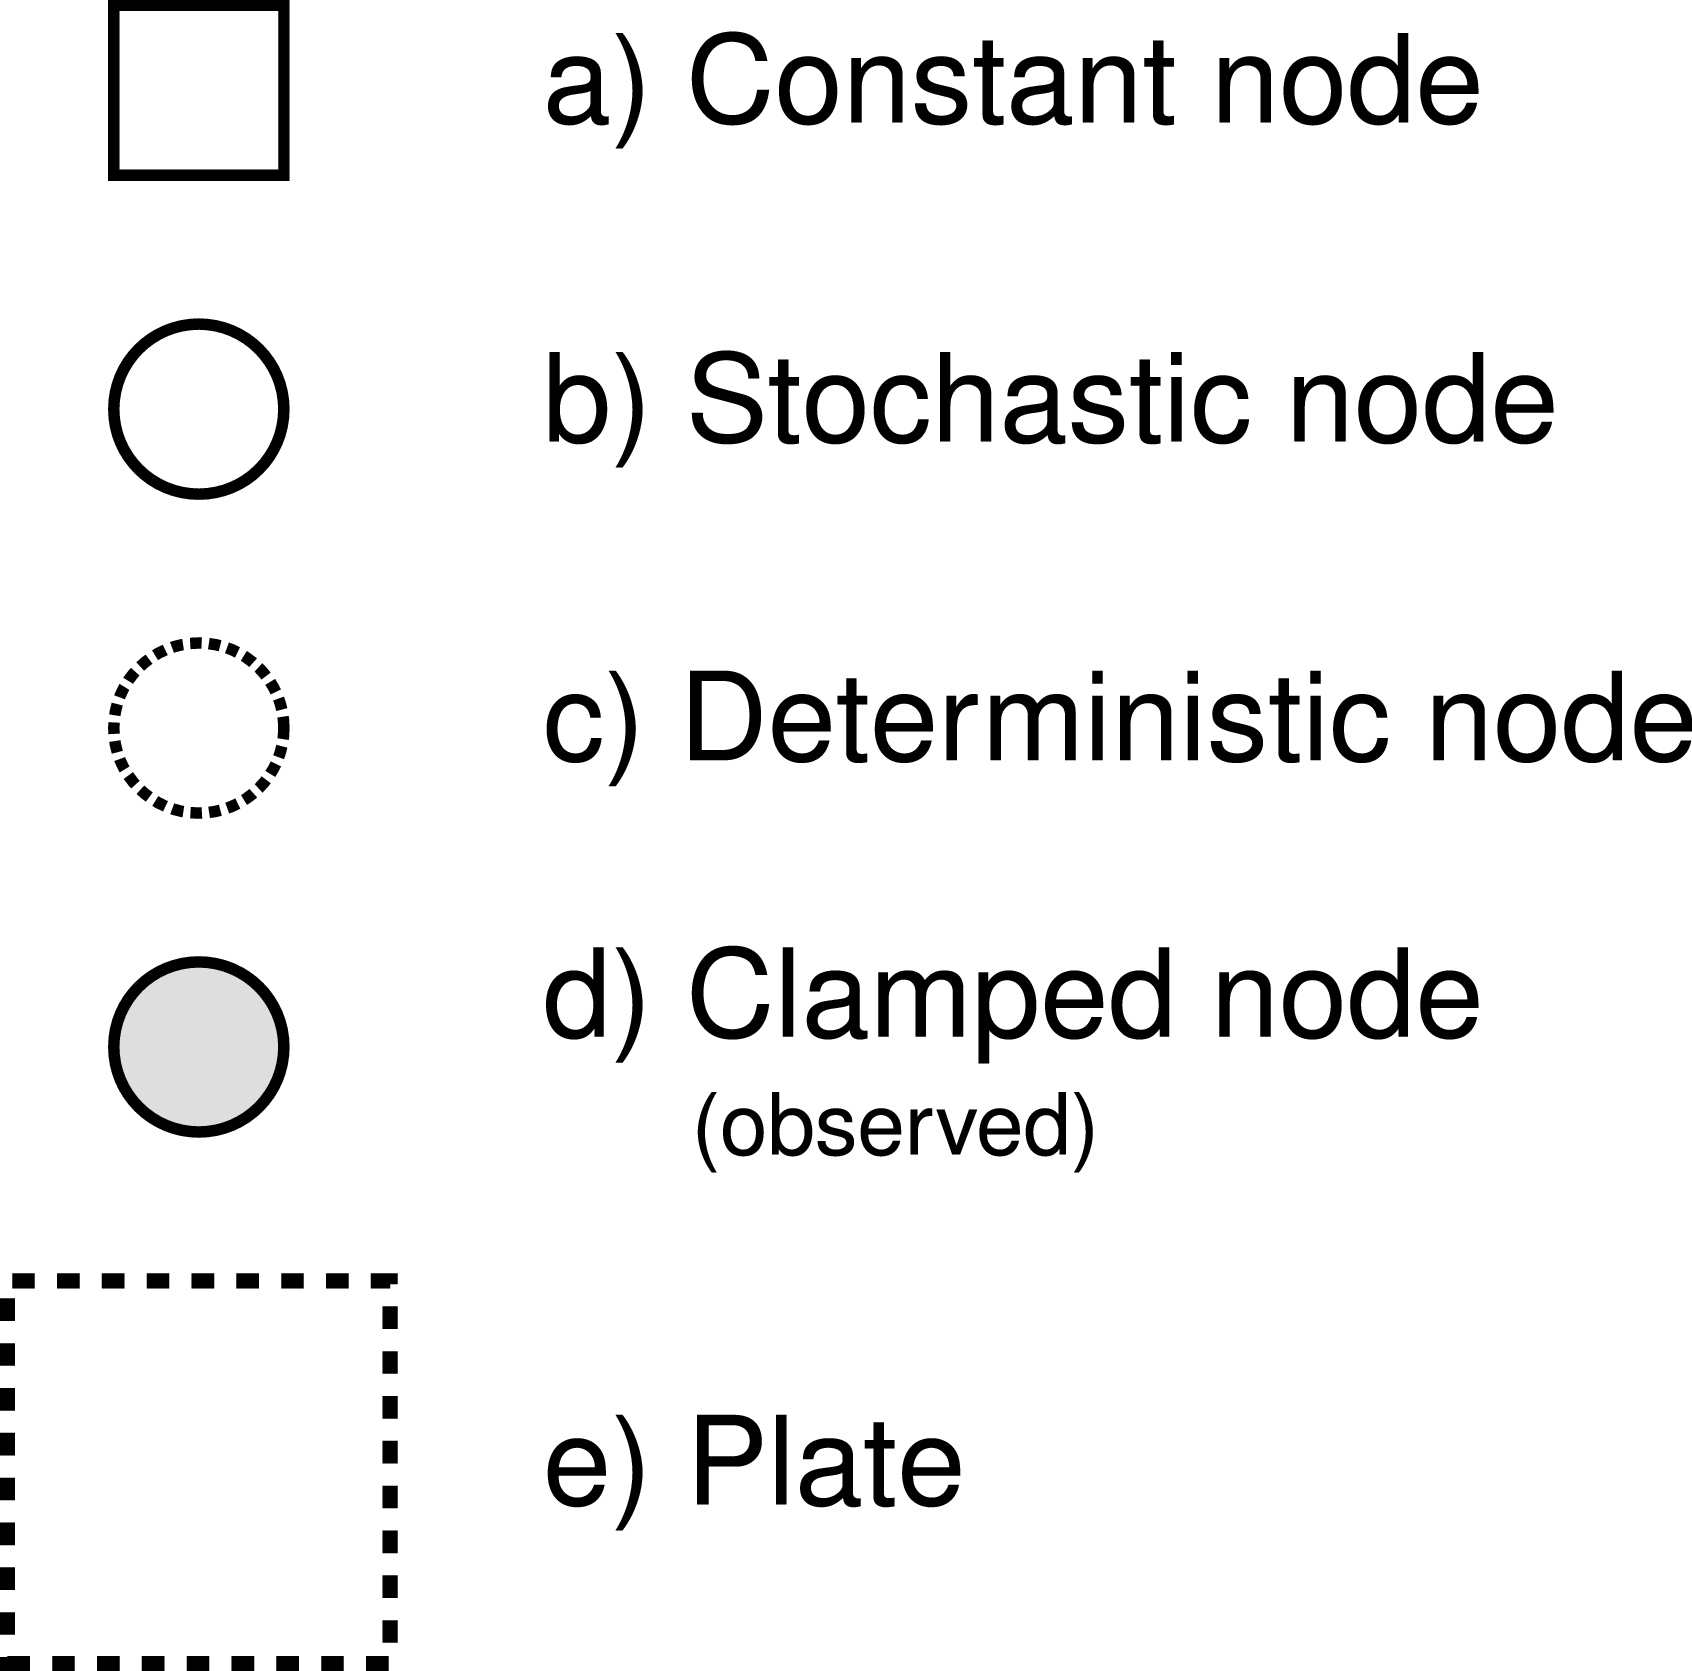 a) Constant node
b) Stochastic node
c) Deterministic node
d) Clamped node
(observed)
e) Plate